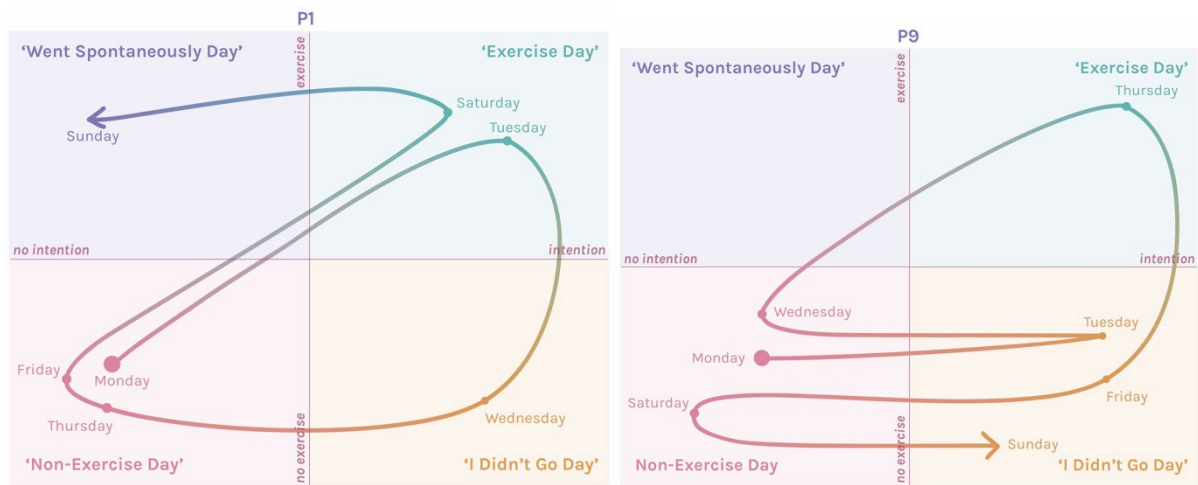 P1
'Went Spontaneously Day'
'Exercise Day'
exercise
Saturday
Tuesday
Sunday
no intention
intention
Friday
Monday
Thursday
Wednesday
no exercise
'Non-Exercise Day'
'I Didn't Go Day'
P9
'Went Spontaneously Day'
'Exercise Day'
exercise
Thursday
no intention
intention
Wednesday
Tuesday
Monday
Friday
Saturday
Sunday
no exercise
Non-Exercise Day
'I Didn't Go Day'